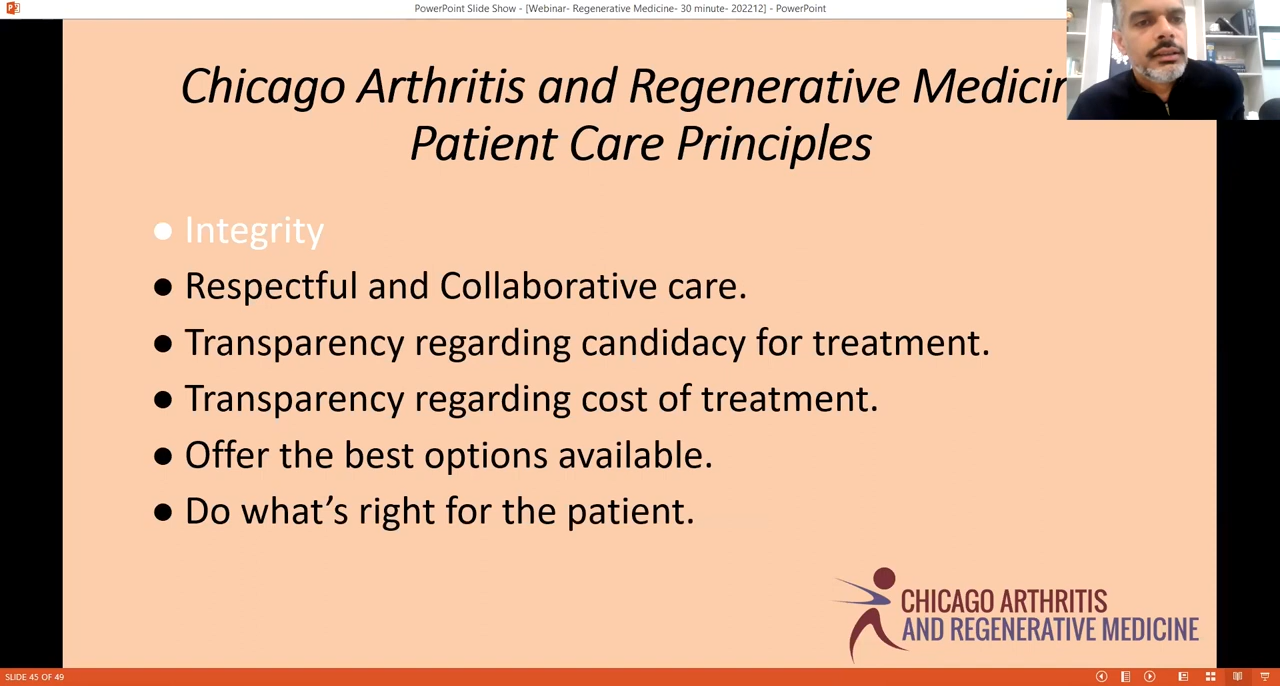 PowerPoint Slide Show - [Webinar- Regenerative Medicine- 30 minute- 202212] - PowerPoint
Chicago Arthritis and Regenerative Medicin
Patient Care Principles
● Integrity
● Respectful and Collaborative care.
● Transparency regarding candidacy for treatment.
● Transparency regarding cost of treatment.
● Offer the best options available.
● Do what’s right for the patient.
CHICAGO ARTHRITIS
AND REGENERATIVE MEDICINE
SLIDE 45 OF 49